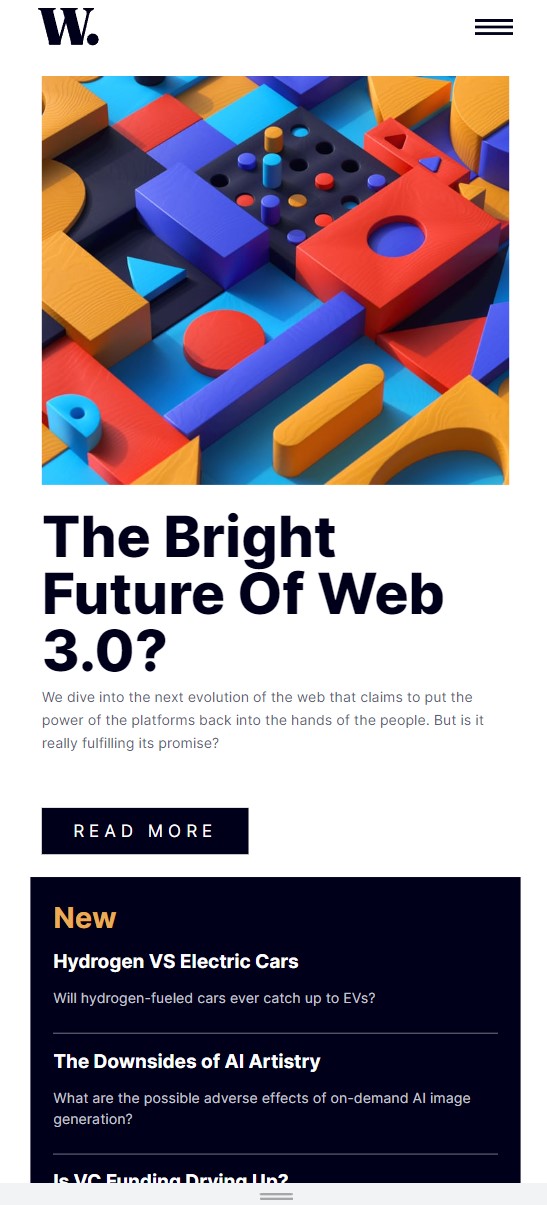 W.
The Bright
Future Of Web
3.0?
We dive into the next evolution of the web that claims to put the
power of the platforms back into the hands of the people. But is it
really fulfilling its promise?
READ MORE
New
Hydrogen VS Electric Cars
Will hydrogen-fueled cars ever catch up to EVs?
The Downsides of AI Artistry
What are the possible adverse effects of on-demand AI image
generation?
Is VC Funding Drying Up?